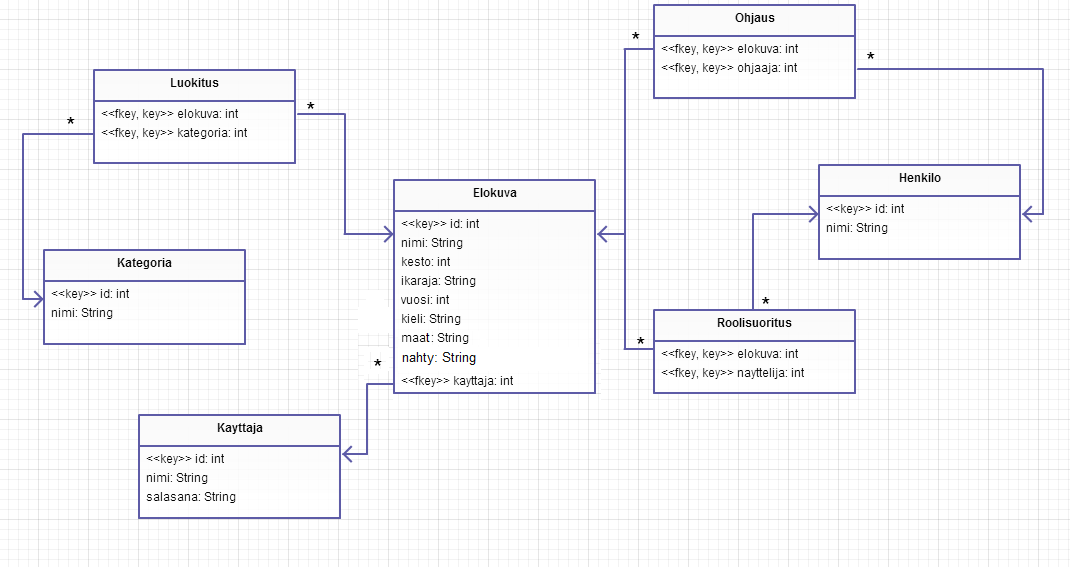 Ohjaus
*
<<fkey, key>> elokuva: int
*
<<fkey, key>> ohjaaja: int
Luokitus
*
<<fkey, key>> elokuva: int
*
<<fkey, key>> kategoria: int
Henkilo
<<key>> id: int
nimi: String
Elokuva
<<key>> id: int
nimi: String
kesto: int
ikaraja: String
vuosi: int
kieli: String
maat: String
nahty: String
<<fkey>> kayttaja: int
Kategoria
<<key>> id: int
nimi: String
*
Roolisuoritus
*
<<fkey, key>> elokuva: int
<<fkey, key>> nayttelija: int
*
Kayttaja
<<key>> id: int
nimi: String
salasana: String